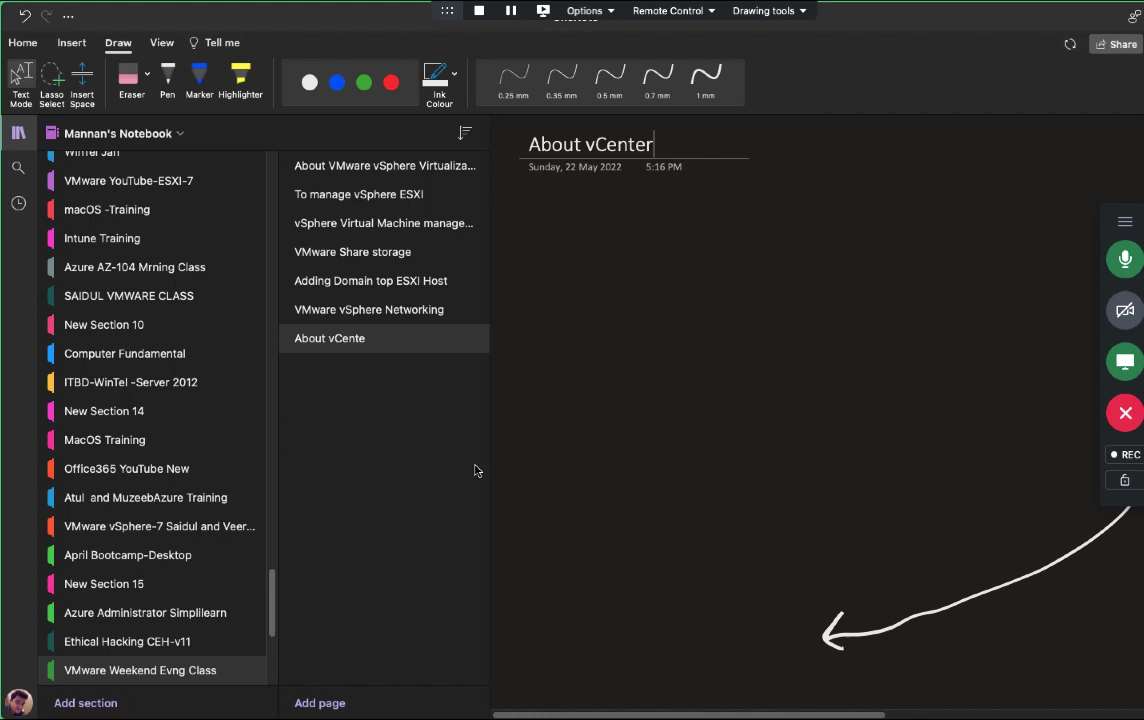 Options
Remote Control
Drawing tools
Home
Insert
Draw
View
Tell me
Share
Text Mode
Lasso Select
Insert Space
Eraser
Pen
Marker
Highlighter
Ink Colour
0.25 mm
0.35 mm
0.5 mm
0.7 mm
1 mm
Mannan's Notebook
WinTel Jan
VMware YouTube-ESXI-7
macOS -Training
Intune Training
Azure AZ-104 Mrning Class
SAIDUL VMWARE CLASS
New Section 10
Computer Fundamental
ITBD-WinTel -Server 2012
New Section 14
MacOS Training
Office365 YouTube New
Atul and MuzeebAzure Training
VMware vSphere-7 Saidul and Veer...
April Bootcamp-Desktop
New Section 15
Azure Administrator Simplilearn
Ethical Hacking CEH-v11
VMware Weekend Evng Class
Add section
About VMware vSphere Virtualiza...
To manage vSphere ESXI
vSphere Virtual Machine manage...
VMware Share storage
Adding Domain top ESXI Host
VMware vSphere Networking
About vCente
Add page
About vCenter
Sunday, 22 May 2022 5:16 PM
REC